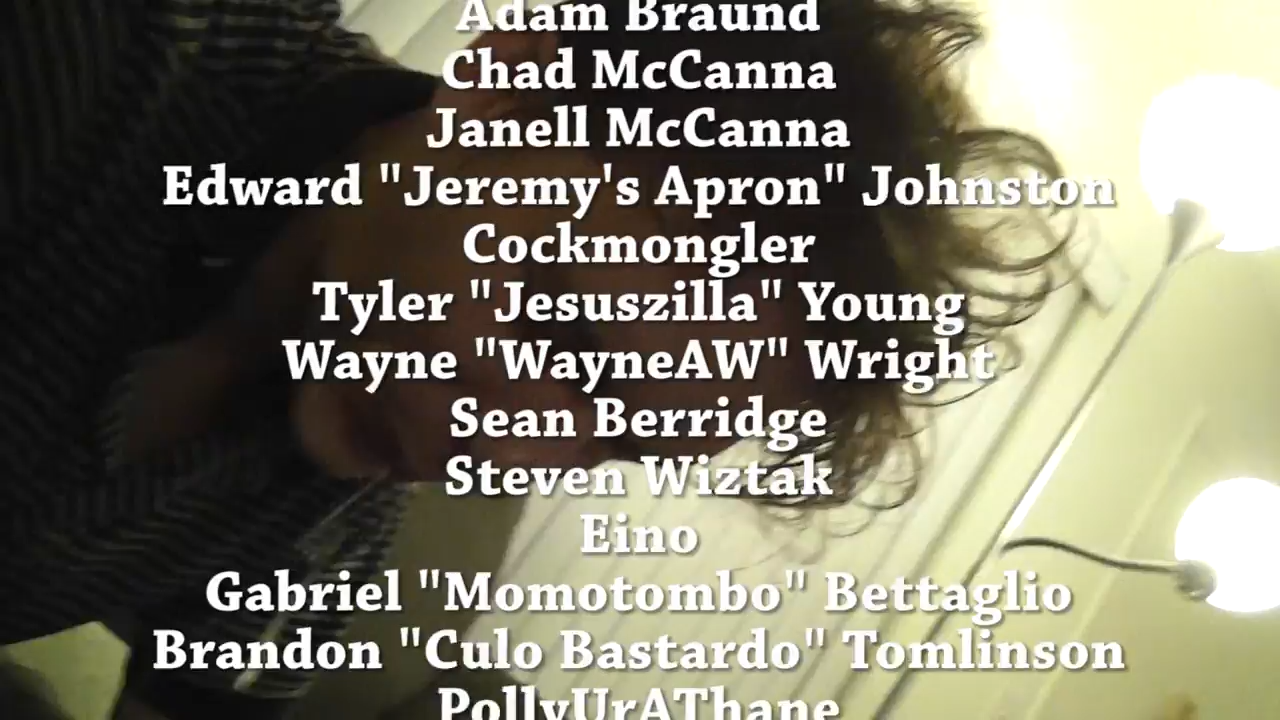 Adam Braund
Chad McCanna
Janell McCanna
Edward "Jeremy's Apron" Johnston
Cockmongler
Tyler "Jesuszilla" Young
Wayne "WayneAW" Wright
Sean Berridge
Steven Wiztak
Eino
Gabriel "Momotombo" Bettaglio
Brandon "Culo Bastardo" Tomlinson
PollyUrAThane